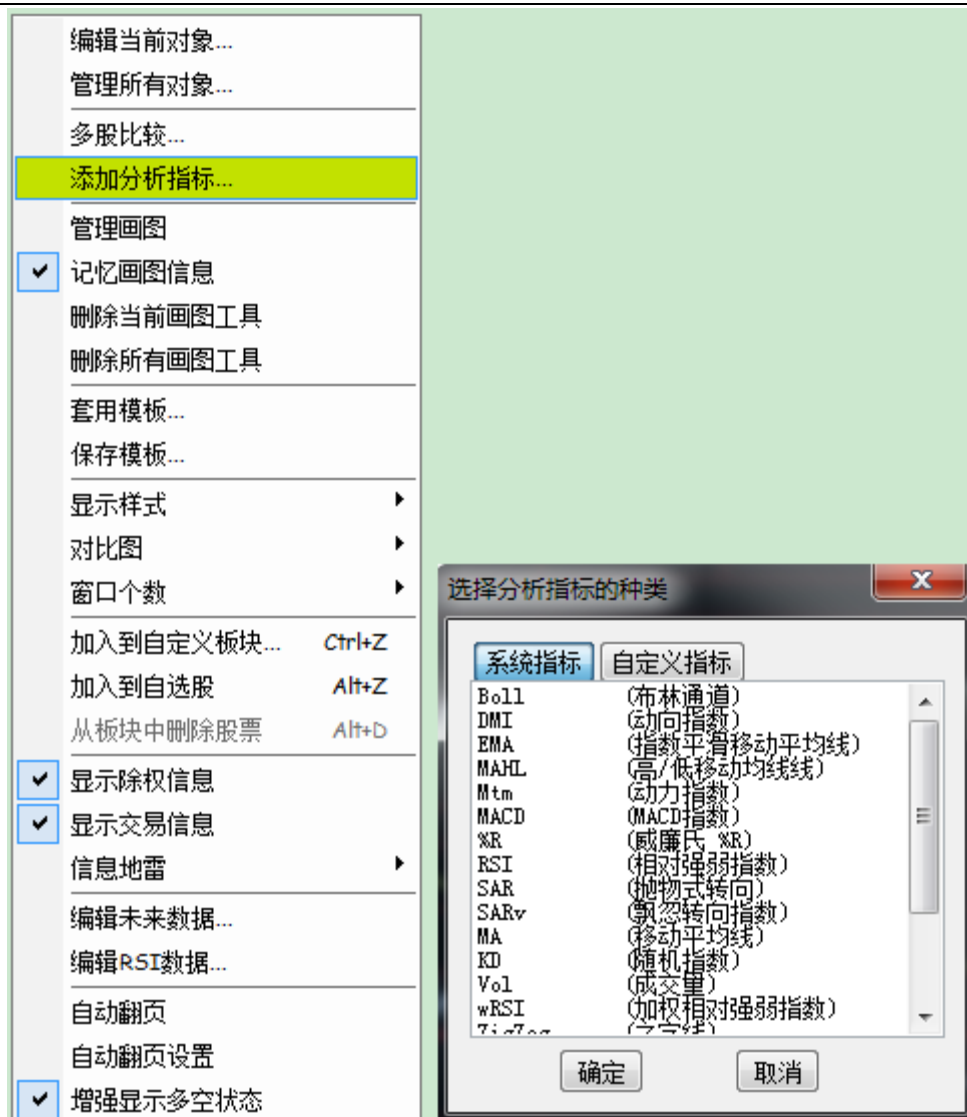 编辑当前对象...
管理所有对象...
多股比较...
添加分析指标...
管理画图
记忆画图信息
删除当前画图工具
删除所有画图工具
套用模板...
保存模板...
显示样式
对比图
窗口个数
加入到自定义板块... Ctrl+Z
加入到自选股 Alt+Z
从板块中删除股票 Alt+D
显示除权信息
显示交易信息
信息地雷
编辑未来数据...
编辑RSI数据...
自动翻页
自动翻页设置
增强显示多空状态
选择分析指标的种类
系统指标 自定义指标
Boll (布林通道)
DMI (动向指数)
EMA (指数平滑移动平均线)
MAHL (高/低移动均线线)
Mtm (动力指数)
MACD (MACD指数)
%R (威廉氏 %R)
RSI (相对强弱指数)
SAR (抛物式转向)
SARv (飘忽转向指数)
MA (移动平均线)
KD (随机指数)
Vol (成交量)
wRSI (加权相对强弱指数)
ZigZag (之字线)
确定 取消